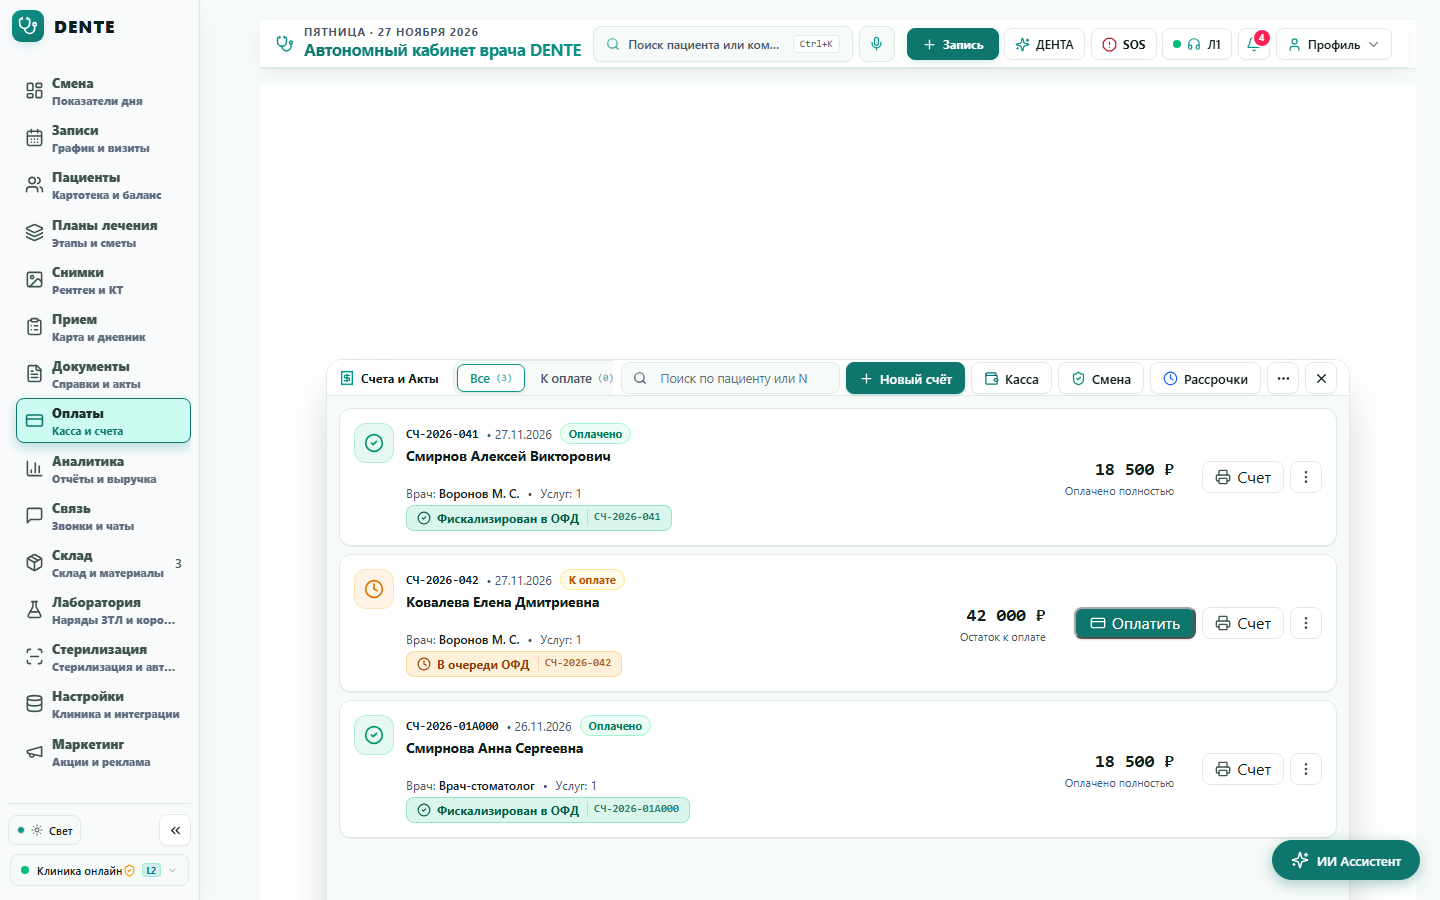 DENTE
Смена
Показатели дня
Записи
График и визиты
Пациенты
Картотека и баланс
Планы лечения
Этапы и сметы
Снимки
Рентген и КТ
Прием
Карта и дневник
Документы
Справки и акты
Оплаты
Касса и счета
Аналитика
Отчёты и выручка
Связь
Звонки и чаты
Склад
Склад и материалы
3
Лаборатория
Наряды ЗТЛ и коро...
Стерилизация
Стерилизация и авт...
Настройки
Клиника и интеграции
Маркетинг
Акции и реклама
Свет
Клиника онлайн L2
ПЯТНИЦА · 27 НОЯБРЯ 2026
Автономный кабинет врача DENTE
Поиск пациента или ком... Ctrl+K
Запись
ДЕНТА
SOS
Л1
4
Профиль
Счета и Акты
Все (3)
К оплате (0)
Поиск по пациенту или N
Новый счёт
Касса
Смена
Рассрочки
СЧ-2026-041 • 27.11.2026 Оплачено
Смирнов Алексей Викторович
Врач: Воронов М. С. • Услуг: 1
Фискализирован в ОФД СЧ-2026-041
18 500 ₽
Оплачено полностью
Счет
СЧ-2026-042 • 27.11.2026 К оплате
Ковалева Елена Дмитриевна
Врач: Воронов М. С. • Услуг: 1
В очереди ОФД СЧ-2026-042
42 000 ₽
Остаток к оплате
Оплатить
Счет
СЧ-2026-01A000 • 26.11.2026 Оплачено
Смирнова Анна Сергеевна
Врач: Врач-стоматолог • Услуг: 1
Фискализирован в ОФД СЧ-2026-01A000
18 500 ₽
Оплачено полностью
Счет
ИИ Ассистент